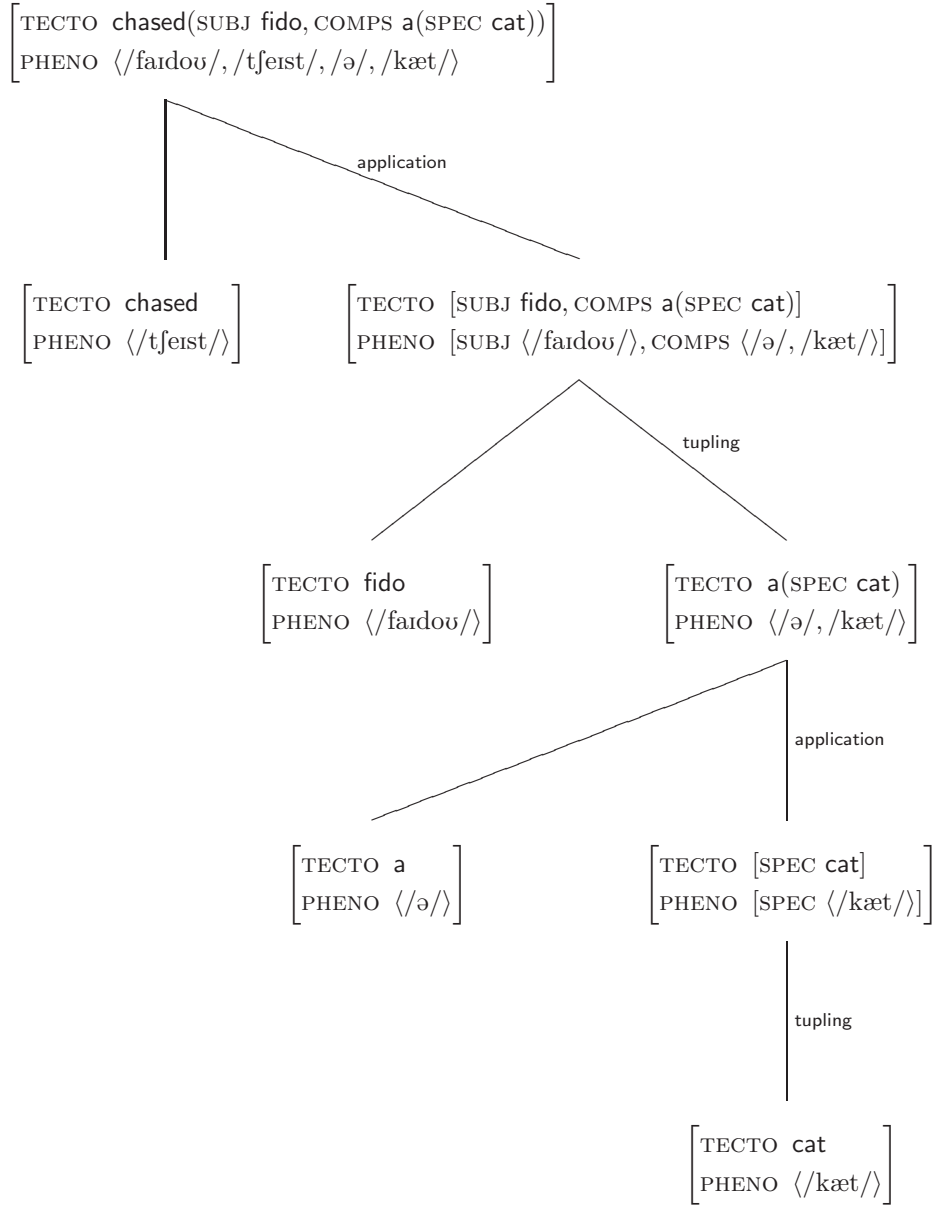 [TECTO chased(SUBJ fido, COMPS a(SPEC cat))]
[PHENO ⟨/faɪdoʊ/, /tʃeɪst/, /ə/, /kæt/⟩]
application
[TECTO chased]
[PHENO ⟨/tʃeɪst/⟩]
[TECTO [SUBJ fido, COMPS a(SPEC cat)]]
[PHENO [SUBJ ⟨/faɪdoʊ/⟩, COMPS ⟨/ə/, /kæt/⟩]]
tupling
[TECTO fido]
[PHENO ⟨/faɪdoʊ/⟩]
[TECTO a(SPEC cat)]
[PHENO ⟨/ə/, /kæt/⟩]
application
[TECTO a]
[PHENO ⟨/ə/⟩]
[TECTO [SPEC cat]]
[PHENO [SPEC ⟨/kæt/⟩]]
tupling
[TECTO cat]
[PHENO ⟨/kæt/⟩]